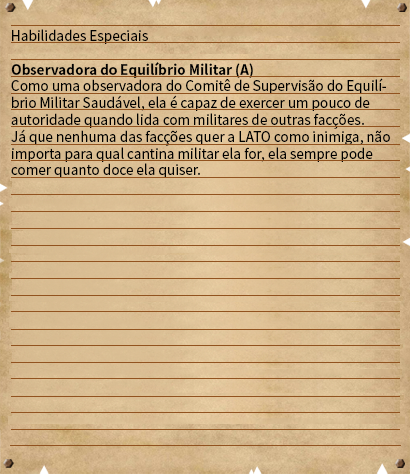 Habilidades Especiais
Observadora do Equilíbrio Militar (A)
Como uma observadora do Comitê de Supervisão do Equilí-
brio Militar Saudável, ela é capaz de exercer um pouco de
autoridade quando lida com militares de outras facções.
Já que nenhuma das facções quer a LATO como inimiga, não
importa para qual cantina militar ela for, ela sempre pode
comer quanto doce ela quiser.